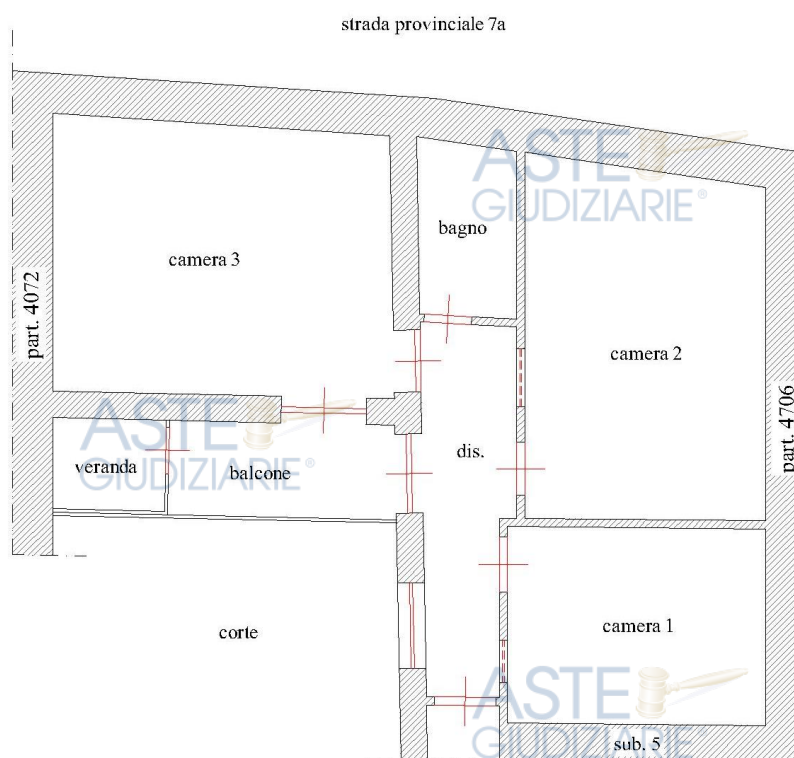 strada provinciale 7a
ASTE
GIUDIZIARIE®
bagno
camera 3
part. 4072
camera 2
part. 4706
ASTE
GIUDIZIARIE®
veranda
balcone
dis.
corte
camera 1
ASTE
GIUDIZIARIE®
sub. 5